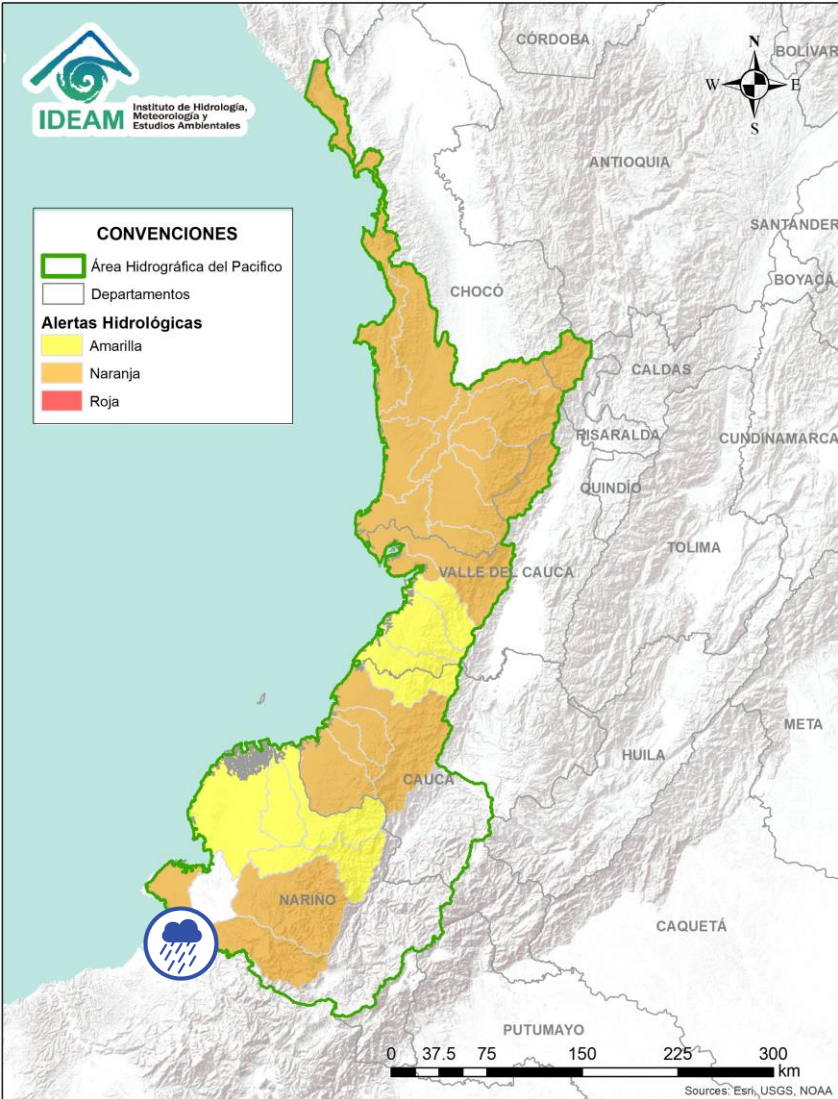 IDEAM
Instituto de Hidrología,
Meteorología y
Estudios Ambientales
CÓRDOBA
BOLÍVAR
N
W
E
S
ANTIOQUIA
SANTANDER
BOYACÁ
CONVENCIONES
Área Hidrográfica del Pacifico
Departamentos
Alertas Hidrológicas
Amarilla
Naranja
Roja
CHOCÓ
CALDAS
RISARALDA
CUNDINAMARCA
QUINDÍO
TOLIMA
VALLE DEL CAUCA
META
HUILA
CAUCA
NARIÑO
CAQUETÁ
PUTUMAYO
0 37.5 75 150 225 300
km
Sources: Esri, USGS, NOAA